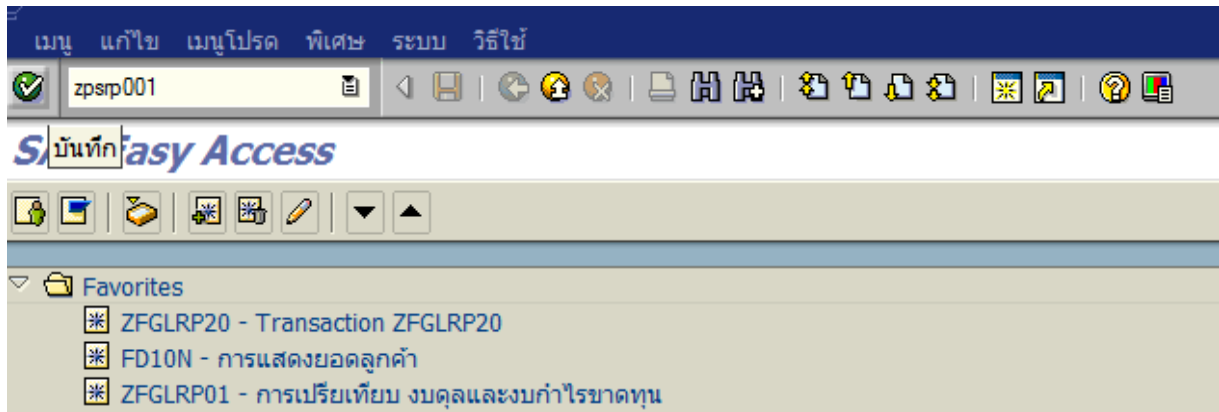 เมนู แก้ไข เมนูโปรด พิเศษ ระบบ วิธีใช้
zpsrp001
บันทึก
Easy Access
Favorites
ZFGLRP20 - Transaction ZFGLRP20
FD10N - การแสดงยอดลูกค้า
ZFGLRP01 - การเปรียเทียบ งบดุลและงบกำไรขาดทุน